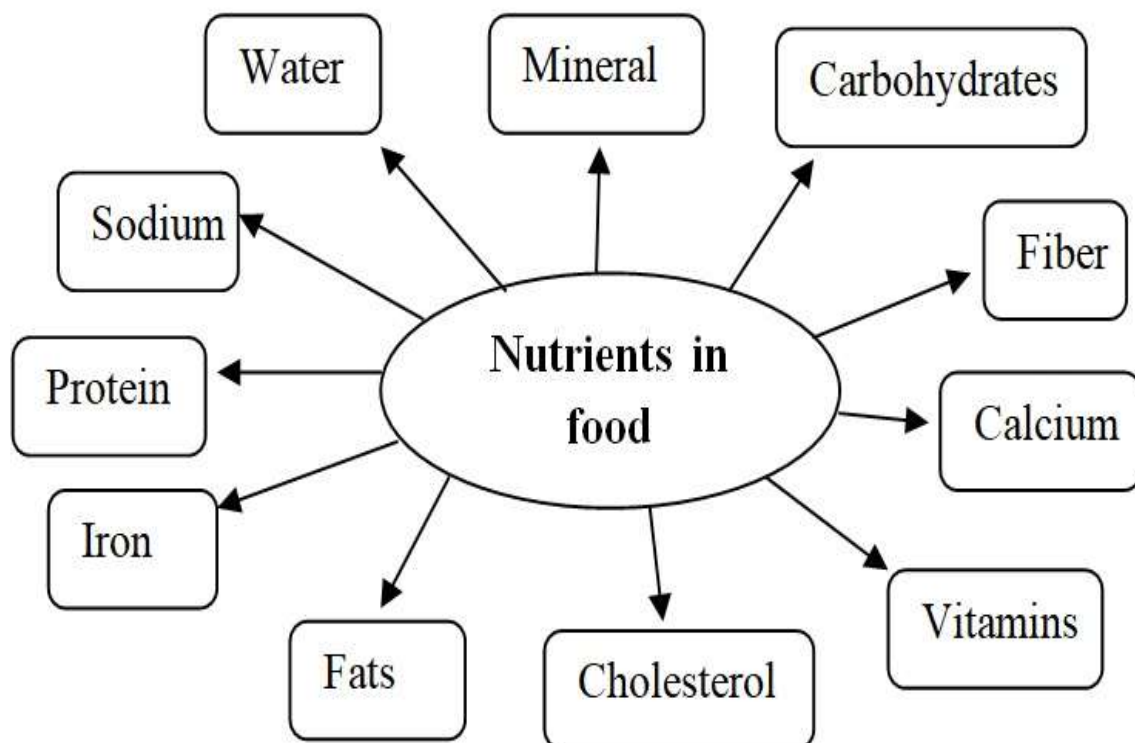 Water
Mineral
Carbohydrates
Sodium
Fiber
Nutrients in
food
Protein
Calcium
Iron
Vitamins
Fats
Cholesterol